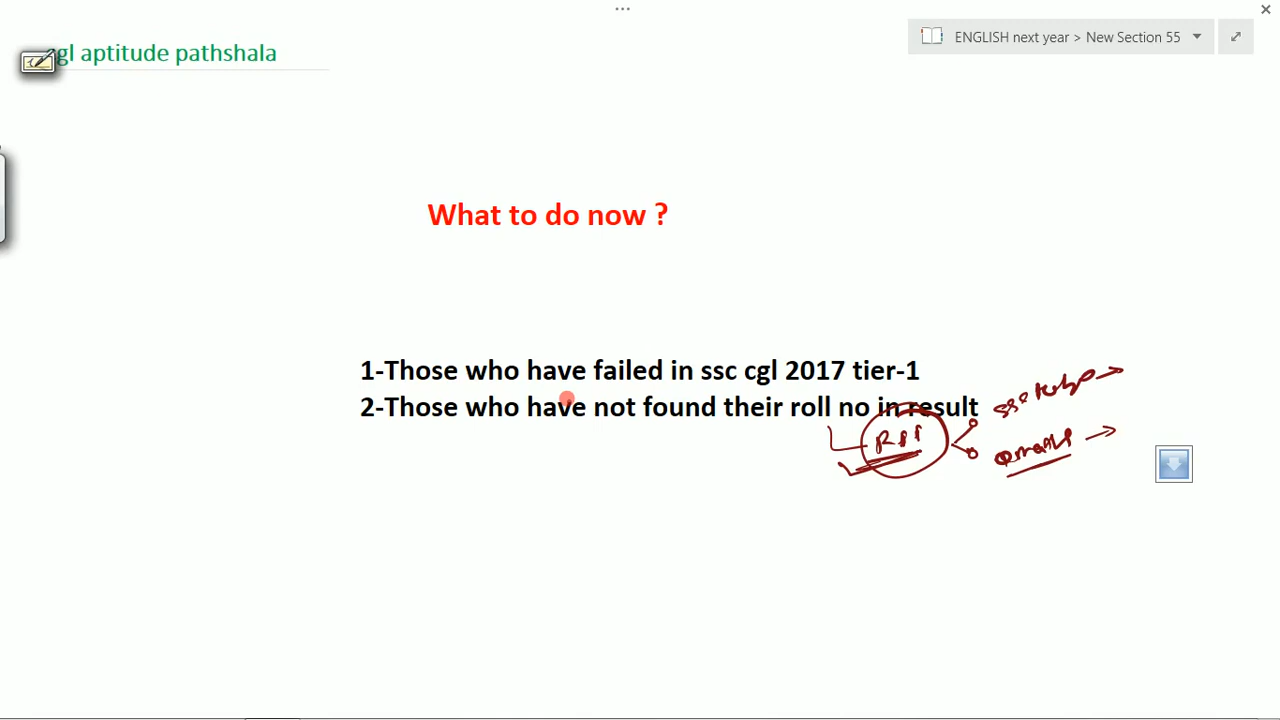 gl aptitude pathshala
ENGLISH next year > New Section 55
What to do now ?
1-Those who have failed in ssc cgl 2017 tier-1
2-Those who have not found their roll no in result